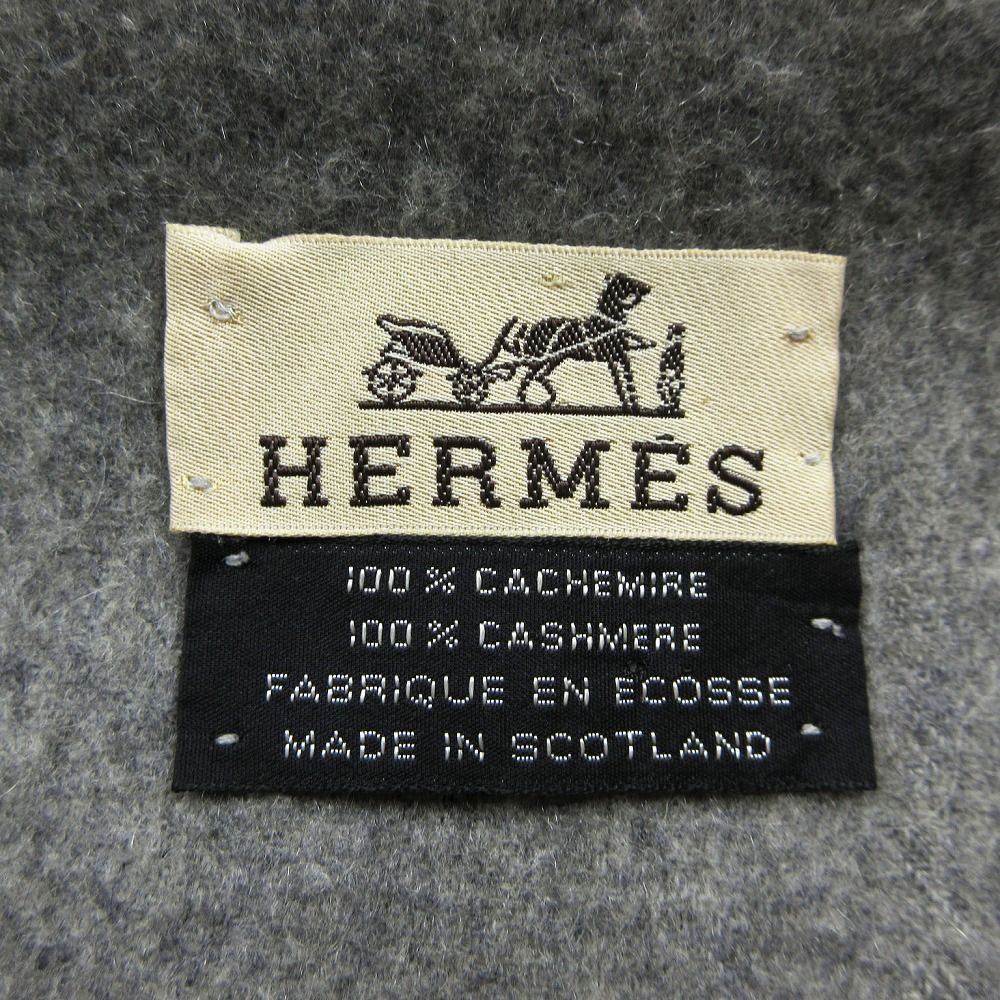 HERMÈS
100 % CACHEMIRE
100 % CASHMERE
FABRIQUE EN ECOSSE
MADE IN SCOTLAND